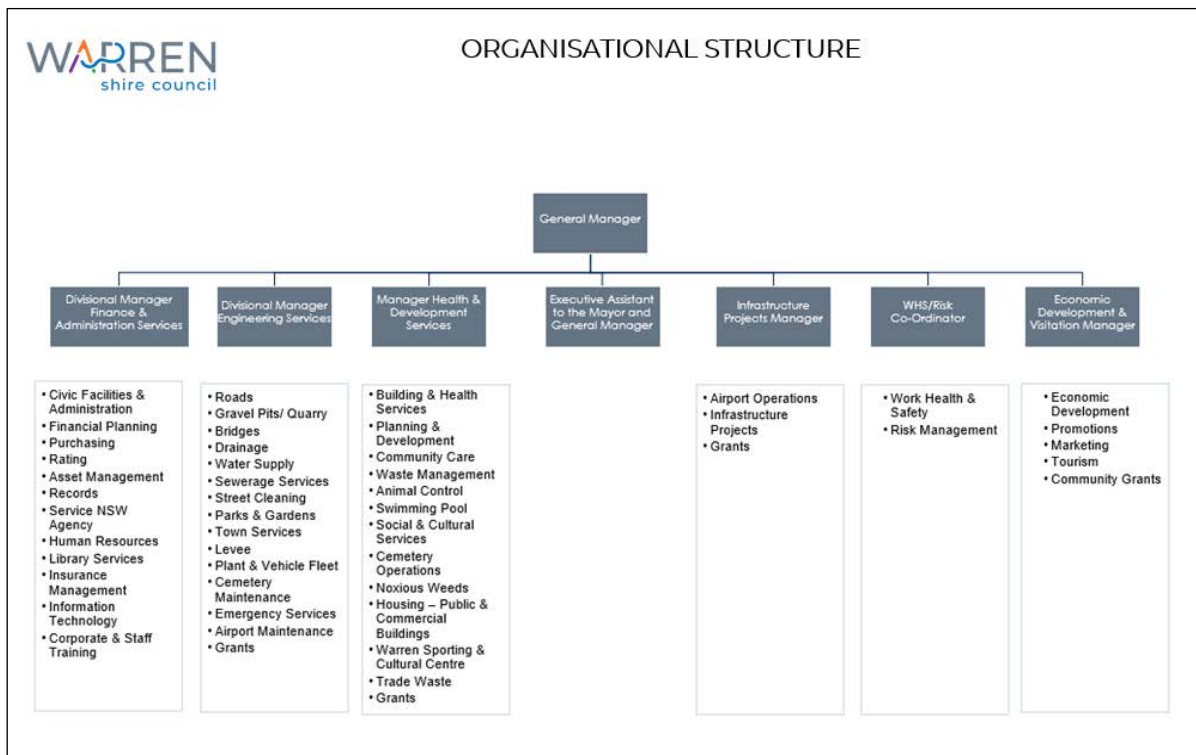 WARREN
shire council
ORGANISATIONAL STRUCTURE
General Manager
Divisional Manager
Finance &
Administration Services
Divisional Manager
Engineering Services
Manager Health &
Development
Services
Executive Assistant
to the Mayor and
General Manager
Infrastructure
Projects Manager
WHS/Risk
Co-Ordinator
Economic
Development &
Visitation Manager
• Civic Facilities &
Administration
• Financial Planning
• Purchasing
• Rating
• Asset Management
• Records
• Service NSW
Agency
• Human Resources
• Library Services
• Insurance
Management
• Information
Technology
• Corporate & Staff
Training
• Roads
• Gravel Pits/ Quarry
• Bridges
• Drainage
• Water Supply
• Sewerage Services
• Street Cleaning
• Parks & Gardens
• Town Services
• Levee
• Plant & Vehicle Fleet
• Cemetery
Maintenance
• Emergency Services
• Airport Maintenance
• Grants
• Building & Health
Services
• Planning &
Development
• Community Care
• Waste Management
• Animal Control
• Swimming Pool
• Social & Cultural
Services
• Cemetery
Operations
• Noxious Weeds
• Housing – Public &
Commercial
Buildings
• Warren Sporting &
Cultural Centre
• Trade Waste
• Grants
• Airport Operations
• Infrastructure
Projects
• Grants
• Work Health &
Safety
• Risk Management
• Economic
Development
• Promotions
• Marketing
• Tourism
• Community Grants